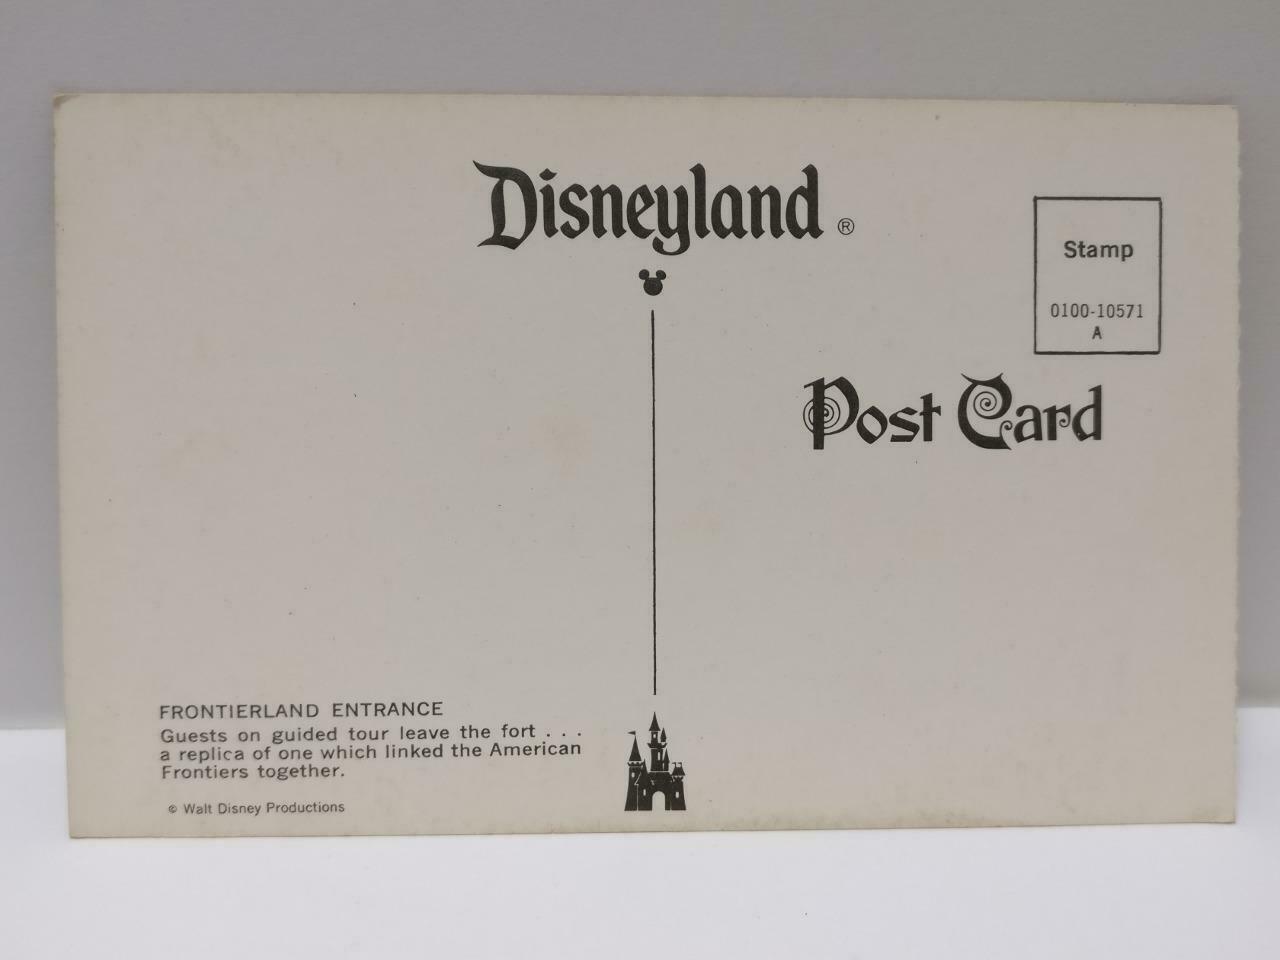 Disneyland ®
Stamp
0100-10571
A
Post Card
FRONTIERLAND ENTRANCE
Guests on guided tour leave the fort . . .
a replica of one which linked the American
Frontiers together.
© Walt Disney Productions